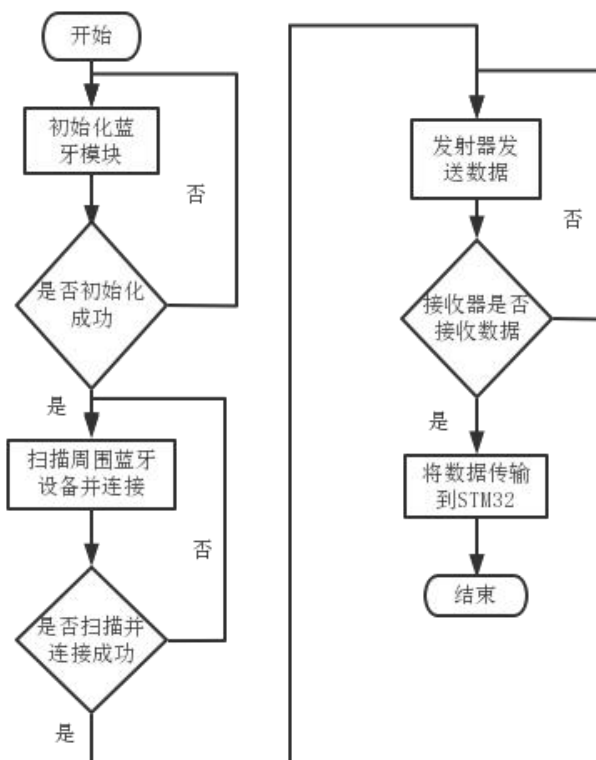 开始
初始化蓝
牙模块
否
是否初始化
成功
是
扫描周围蓝牙
设备并连接
否
是否扫描并
连接成功
是
发射器发
送数据
否
接收器是否
接收数据
是
将数据传输
到STM32
结束